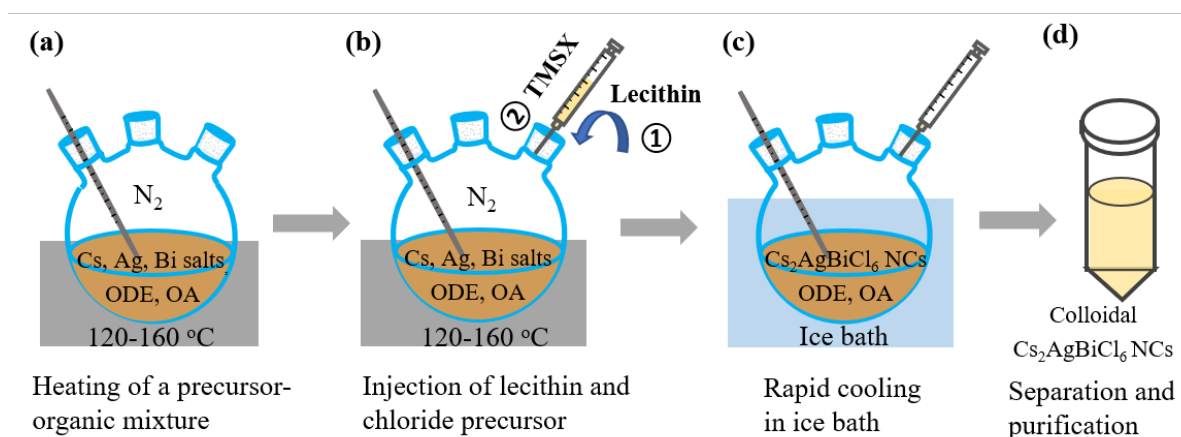 (a)
N₂
Cs, Ag, Bi salts
ODE, OA
120-160 °C
Heating of a precursor-
organic mixture
(b)
② TMSX
Lecithin
①
N₂
Cs, Ag, Bi salts
ODE, OA
120-160 °C
Injection of lecithin and
chloride precursor
(c)
Cs₂AgBiCl₆ NCs
ODE, OA
Ice bath
Rapid cooling
in ice bath
(d)
Colloidal
Cs₂AgBiCl₆ NCs
Separation and
purification